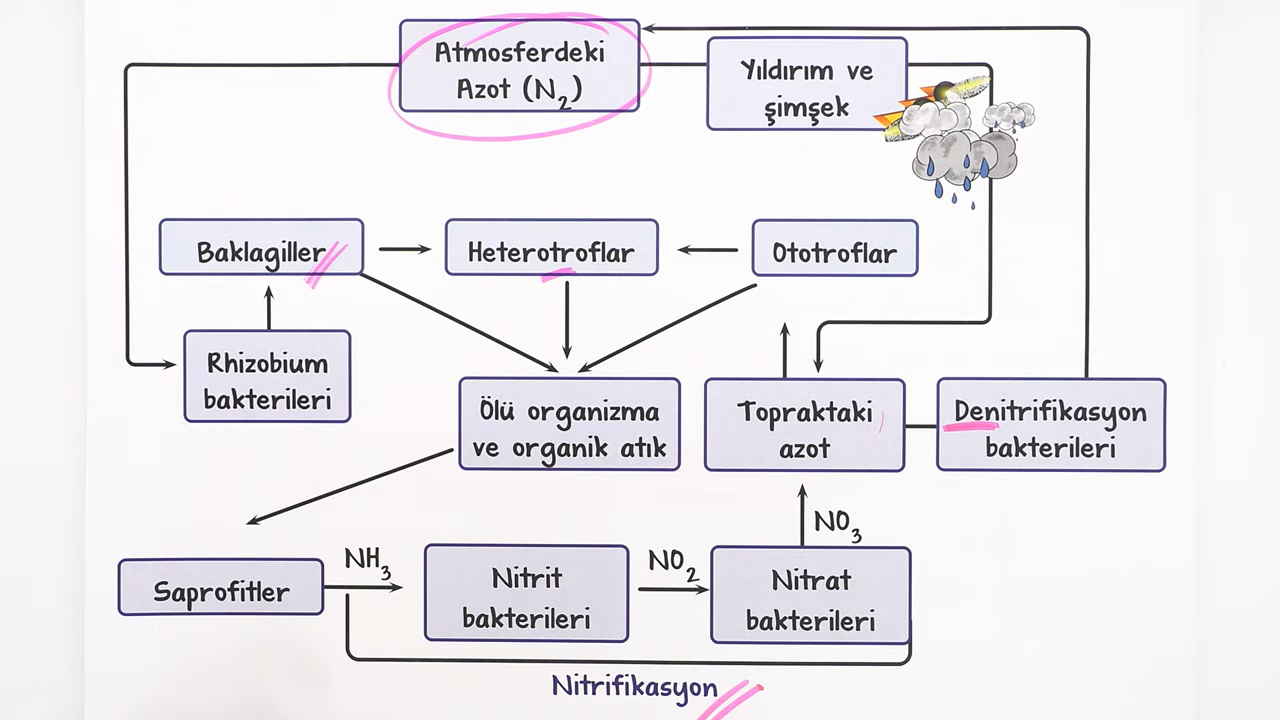 Atmosferdeki
Azot (N₂)
Yıldırım ve
şimşek
Baklagiller
Heterotroflar
Ototroflar
Rhizobium
bakterileri
Ölü organizma
ve organik atık
Topraktaki
azot
Denitrifikasyon
bakterileri
Saprofitler
NH₃
Nitrit
bakterileri
NO₂
Nitrat
bakterileri
NO₃
Nitrifikasyon